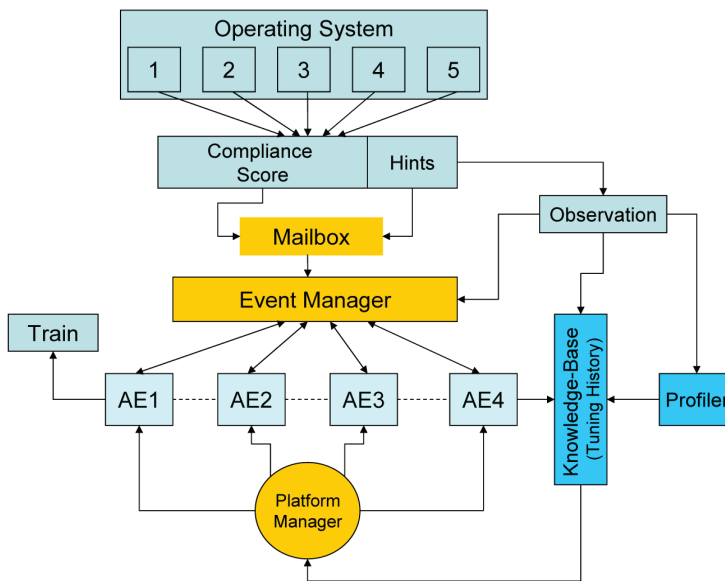 Operating System
1 2 3 4 5
Compliance
Score
Hints
Observation
Mailbox
Event Manager
Train
AE1 AE2 AE3 AE4
Knowledge-Base
(Tuning History)
Profiler
Platform
Manager